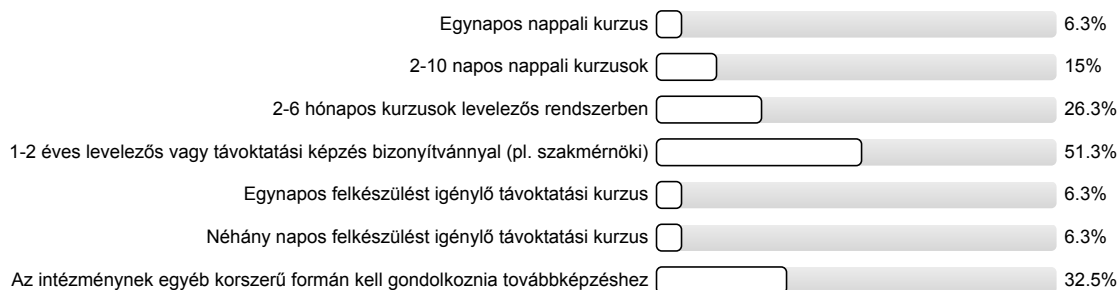 Egynapos nappali kurzus 6.3%
2-10 napos nappali kurzusok 15%
2-6 hónapos kurzusok levelezős rendszerben 26.3%
1-2 éves levelezős vagy távoktatási képzés bizonyítvánnyal (pl. szakmérnöki) 51.3%
Egynapos felkészülést igénylő távoktatási kurzus 6.3%
Néhány napos felkészülést igénylő távoktatási kurzus 6.3%
Az intézménynek egyéb korszerű formán kell gondolkoznia továbbképzéshez 32.5%